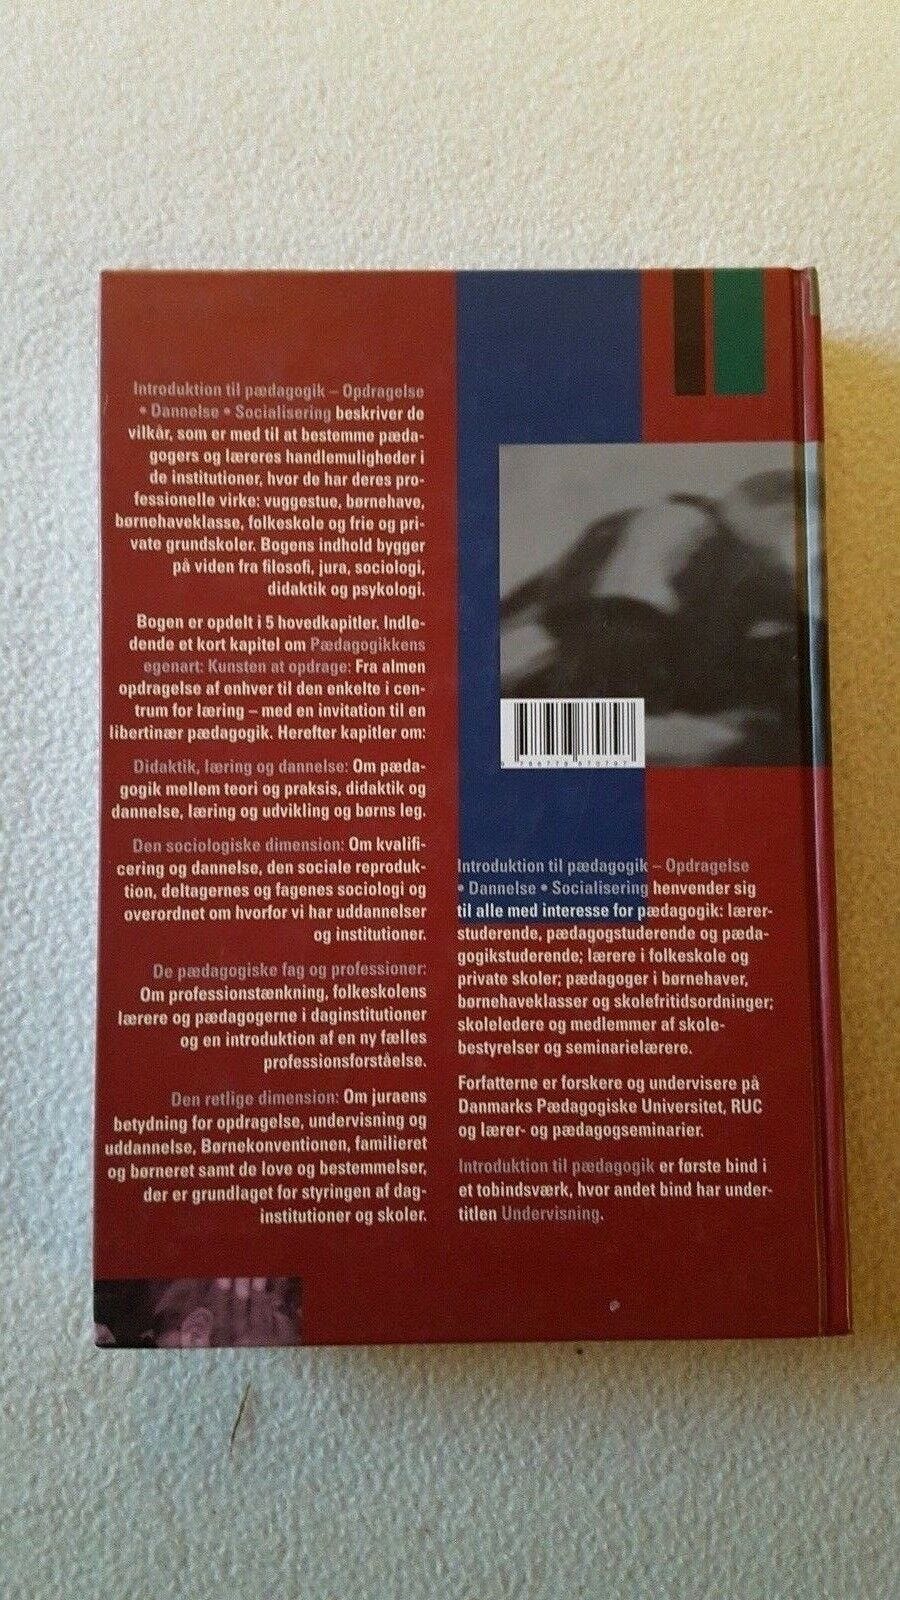 Introduktion til pædagogik – Opdragelse
• Dannelse • Socialisering beskriver de
vilkår, som er med til at bestemme pæda-
gogers og læreres handlemuligheder i
de institutioner, hvor de har deres pro-
fessionelle virke: vuggestue, børnehave,
børnehaveklasse, folkeskole og frie og pri-
vate grundskoler. Bogens indhold bygger
på viden fra filosofi, jura, sociologi,
didaktik og psykologi.
Bogen er opdelt i 5 hovedkapitler. Indle-
dende et kort kapitel om Pædagogikkens
egenart: Kunsten at opdrage: Fra almen
opdragelse af enhver til den enkelte i cen-
trum for læring – med en invitation til en
libertinær pædagogik. Herefter kapitler om:
Didaktik, læring og dannelse: Om pæda-
gogik mellem teori og praksis, didaktik og
dannelse, læring og udvikling og børns leg.
Den sociologiske dimension: Om kvalifi-
cering og dannelse, den sociale reproduk-
tion, deltagernes og fagenes sociologi og
overordnet om hvorfor vi har uddannelser
og institutioner.
De pædagogiske fag og professioner:
Om professionstænkning, folkeskolens
lærere og pædagogerne i daginstitutioner
og en introduktion af en ny fælles
professionsforståelse.
Den retlige dimension: Om juraens
betydning for opdragelse, undervisning og
uddannelse, Børnekonventionen, familieret
og børneret samt de love og bestemmelser,
der er grundlaget for styringen af dag-
institutioner og skoler.
Introduktion til pædagogik – Opdragelse
• Dannelse • Socialisering henvender sig
til alle med interesse for pædagogik: lærer-
studerende, pædagogstuderende og pæda-
gogikstuderende; lærere i folkeskole og
private skoler; pædagoger i børnehaver,
børnehaveklasser og skolefritidsordninger;
skoleledere og medlemmer af skole-
bestyrelser og seminarielærere.
Forfatterne er forskere og undervisere på
Danmarks Pædagogiske Universitet, RUC
og lærer- og pædagogseminarier.
Introduktion til pædagogik er første bind i
et tobindsværk, hvor andet bind har under-
titlen Undervisning.